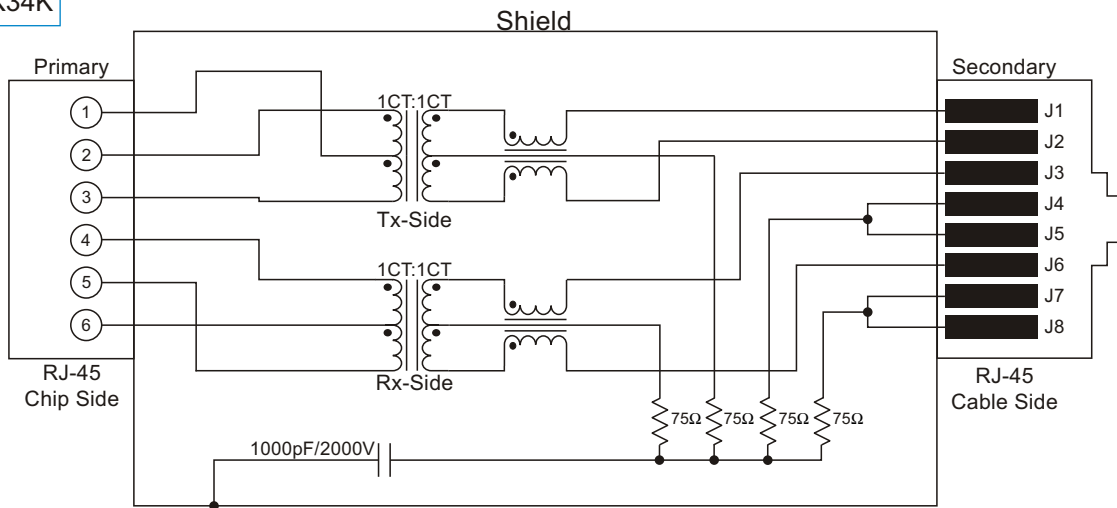 Shield
Primary
Secondary
1
2
3
4
5
6
1CT:1CT
Tx-Side
1CT:1CT
Rx-Side
J1
J2
J3
J4
J5
J6
J7
J8
RJ-45
Chip Side
RJ-45
Cable Side
75Ω
75Ω
75Ω
75Ω
1000pF/2000V